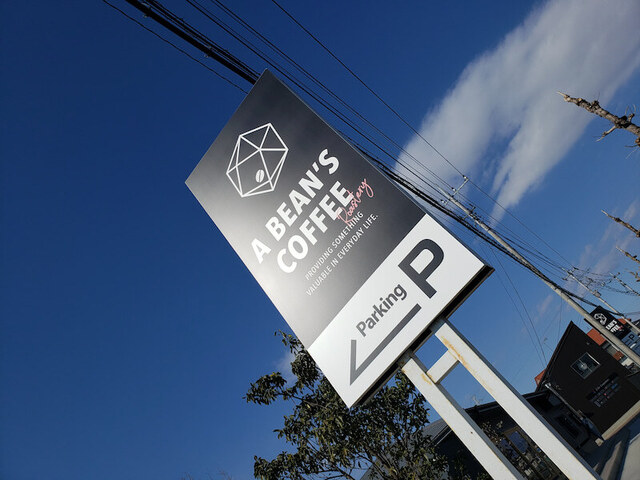 A BEAN'S
COFFEE
Roastery
PROVIDING SOMETHING
VALUABLE IN EVERYDAY LIFE.
Parking P